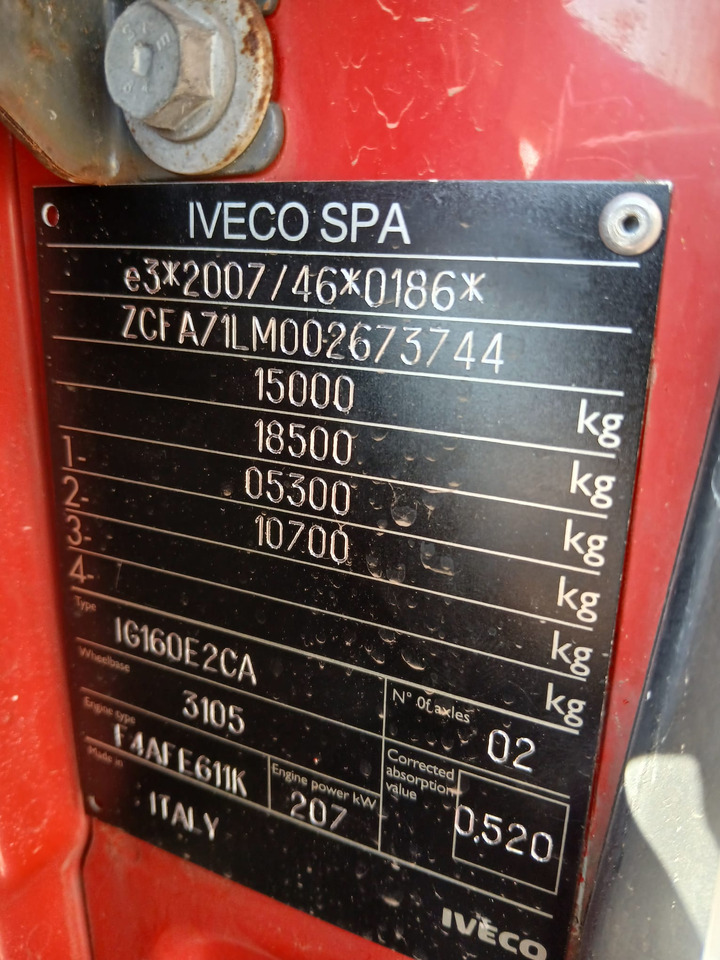 IVECO SPA
e3*2007/46*0186*
ZCFA71LM002673744
15000 kg
18500 kg
1- 05300 kg
2- 10700 kg
3- kg
4- kg
Type IG160E2CA
N° Of axles 02
Wheelbase 3105
Engine type F4AFE611K
Engine power kW 207
Corrected absorption value 0.520
Made in ITALY
IVECO